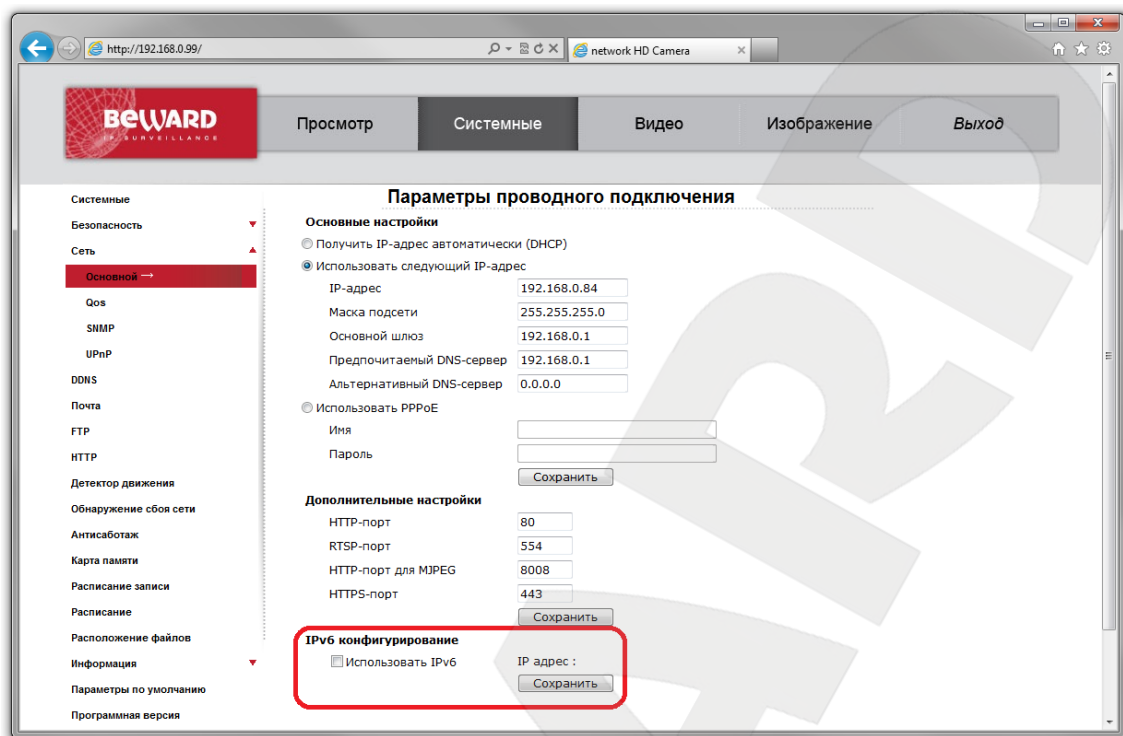 http://192.168.0.99/
network HD Camera
BEWARD
IP SURVEILLANCE
Просмотр
Системные
Видео
Изображение
Выход
Системные
Безопасность
Сеть
Основной →
Qos
SNMP
UPnP
DDNS
Почта
FTP
HTTP
Детектор движения
Обнаружение сбоя сети
Антисаботаж
Карта памяти
Расписание записи
Расписание
Расположение файлов
Информация
Параметры по умолчанию
Программная версия
Параметры проводного подключения
Основные настройки
Получить IP-адрес автоматически (DHCP)
Использовать следующий IP-адрес
IP-адрес 192.168.0.84
Маска подсети 255.255.255.0
Основной шлюз 192.168.0.1
Предпочитаемый DNS-сервер 192.168.0.1
Альтернативный DNS-сервер 0.0.0.0
Использовать PPPoE
Имя
Пароль
Сохранить
Дополнительные настройки
HTTP-порт 80
RTSP-порт 554
HTTP-порт для MJPEG 8008
HTTPS-порт 443
Сохранить
IPv6 конфигурирование
Использовать IPv6 IP адрес :
Сохранить